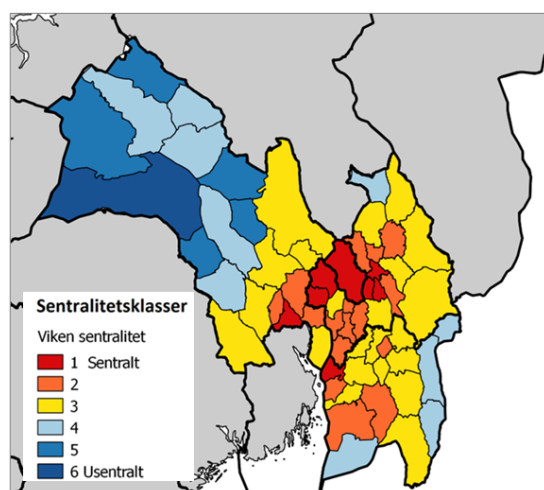 Sentralitetsklasser
Viken sentralitet
1 Sentralt
2
3
4
5
6 Usentralt